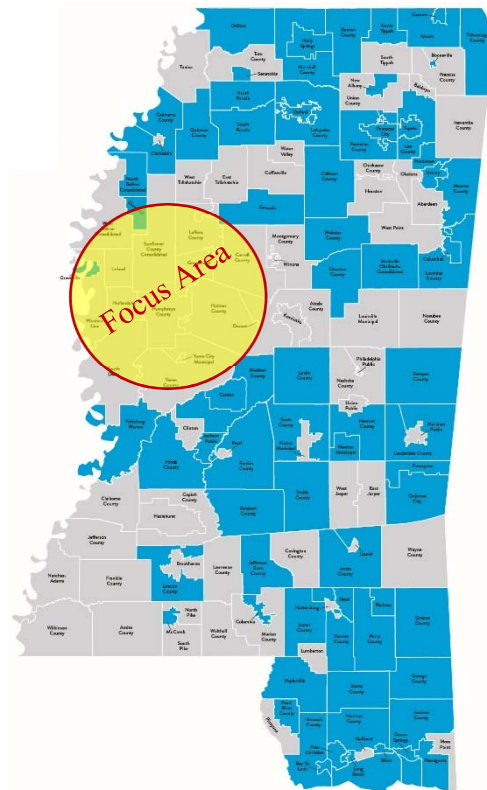 DeSoto
Tunica
Tate
County
Senatobia
Holly
Springs
Marshall
County
Benton
County
North
Tippah
South
Tippah
Alcorn
Corinth
Tishomingo
County
Booneville
Prentiss
County
New
Albany
Union
County
Baldwyn
Itawamba
County
North
Panola
South
Panola
Oxford
Lafayette
County
Pontotoc
City
Pontotoc
County
Tupelo
Lee
County
Nettleton
Monroe
County
Amory
Aberdeen
Coahoma
County
Clarksdale
Quitman
County
Water
Valley
Coffeeville
Calhoun
County
Chickasaw
County
Houston
Okolona
West
Tallahatchie
East
Tallahatchie
North
Bolivar
Consolidated
Grenada
Webster
County
West Point
Montgomery
County
Winona
Carroll
County
Leflore
County
Sunflower
County
Consolidated
Leland
Greenville
Focus Area
Choctaw
County
Starkville
Oktibbeha
Consolidated
Columbus
Lowndes
County
Hollandale
Humphreys
County
Holmes
County
Durant
Western
Line
Kosciusko
Attala
County
Louisville
Municipal
Noxubee
County
Yazoo City
Municipal
Yazoo
County
Madison
County
Canton
Leake
County
Philadelphia
Public
Neshoba
County
Union
Public
Kemper
County
Vicksburg
Warren
Clinton
Jackson
Public
Pearl
Hinds
County
Rankin
County
Scott
County
Forest
Municipal
Newton
County
Newton
Municipal
Meridian
Public
Lauderdale
County
Enterprise
Quitman
City
Simpson
County
Smith
County
West
Jasper
East
Jasper
Claiborne
County
Copiah
County
Hazlehurst
Jefferson
County
Natchez-
Adams
Franklin
County
Brookhaven
Lincoln
County
Lawrence
County
Jefferson
Davis
County
Covington
County
Laurel
Jones
County
Wayne
County
Wilkinson
County
Amite
County
McComb
North
Pike
South
Pike
Walthall
County
Columbia
Marion
County
Hattiesburg
Lamar
County
Petal
Forrest
County
Richton
Perry
County
Greene
County
Lumberton
Poplarville
Pearl
River
County
Picayune
Stone
County
George
County
Hancock
County
Harrison
County
Jackson
County
Ocean
Springs
Moss
Point
Pascagoula
Gulfport
Biloxi
Pass
Christian
Long
Beach
Bay St.
Louis